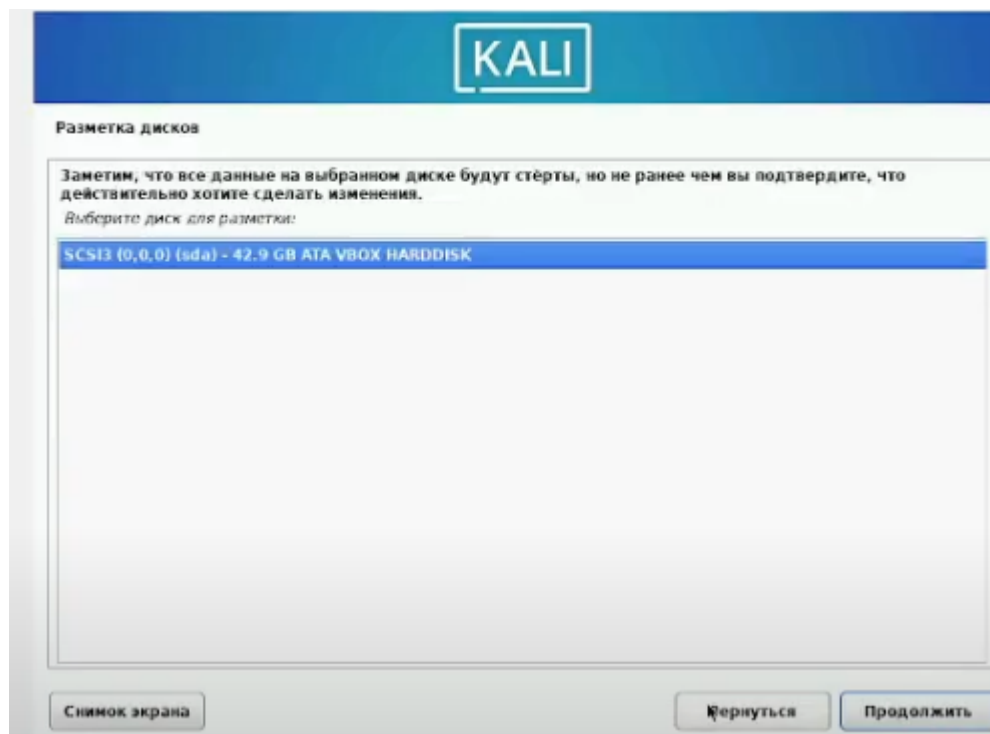 KALI
Разметка дисков
Заметим, что все данные на выбранном диске будут стёрты, но не ранее чем вы подтвердите, что
действительно хотите сделать изменения.
Выберите диск для разметки:
SCSI3 (0,0,0) (sda) - 42.9 GB ATA VBOX HARDDISK
Снимок экрана
Вернуться
Продолжить